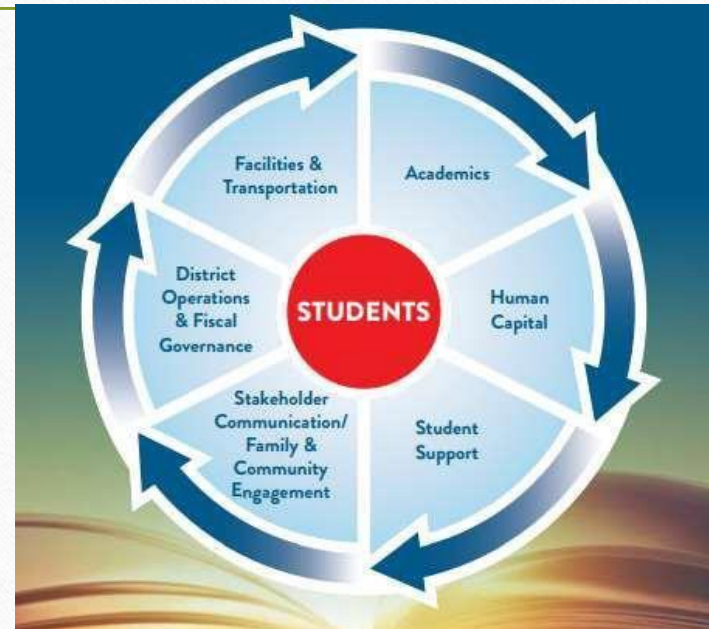 Facilities &
Transportation
Academics
District
Operations
& Fiscal
Governance
STUDENTS
Human
Capital
Stakeholder
Communication/
Family &
Community
Engagement
Student
Support